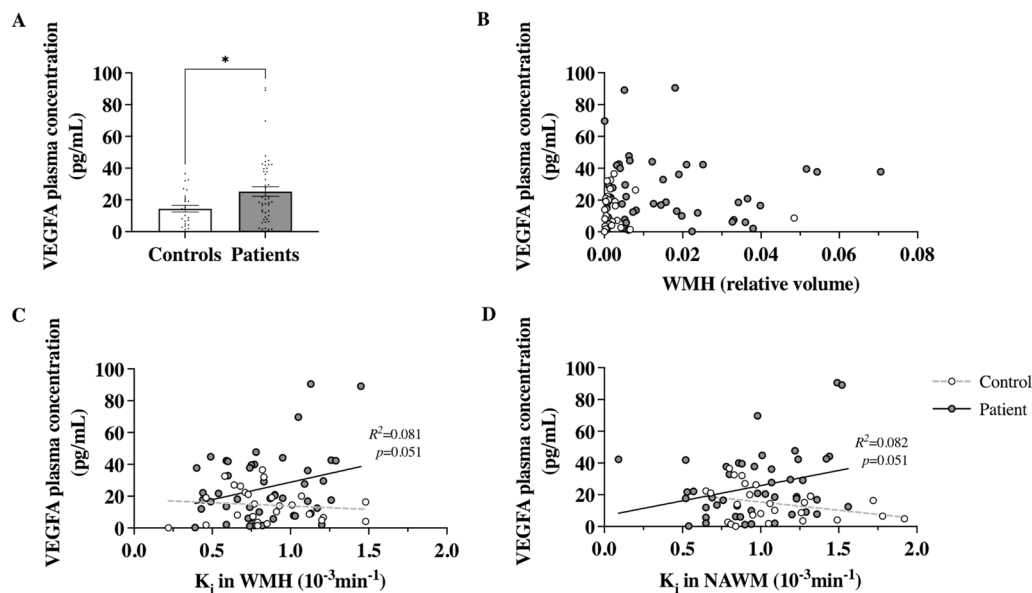 A
VEGFA plasma concentration
(pg/mL)
100
80
60
40
20
0
*
Controls Patients
B
VEGFA plasma concentration
(pg/mL)
100
80
60
40
20
0
0.00 0.02 0.04 0.06 0.08
WMH (relative volume)
C
VEGFA plasma concentration
(pg/mL)
100
80
60
40
20
0
R²=0.081
p=0.051
0.0 0.5 1.0 1.5 2.0
Kᵢ in WMH (10⁻³min⁻¹)
D
VEGFA plasma concentration
(pg/mL)
100
80
60
40
20
0
R²=0.082
p=0.051
0.0 0.5 1.0 1.5 2.0
Kᵢ in NAWM (10⁻³min⁻¹)
Control
Patient